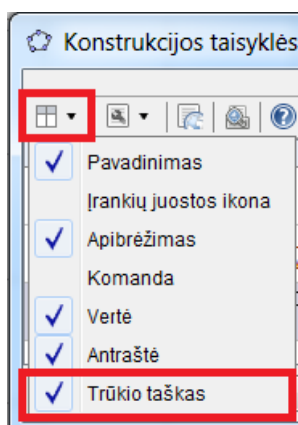 Konstrukcijos taisyklės
Pavadinimas
Įrankių juostos ikona
Apibrėžimas
Komanda
Vertė
Antraštė
Trūkio taškas